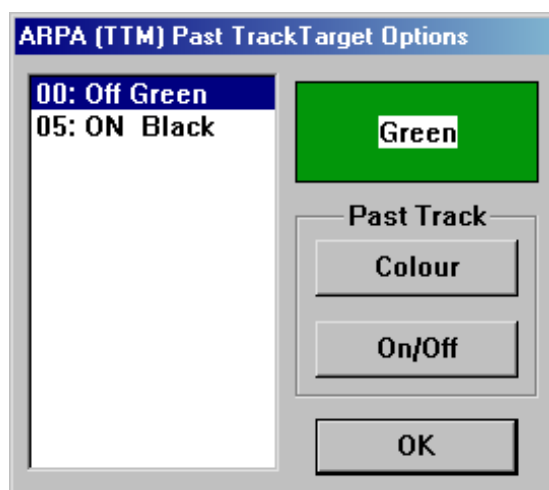 ARPA (TTM) Past TrackTarget Options
00: Off Green
05: ON  Black
Green
Past Track
Colour
On/Off
OK